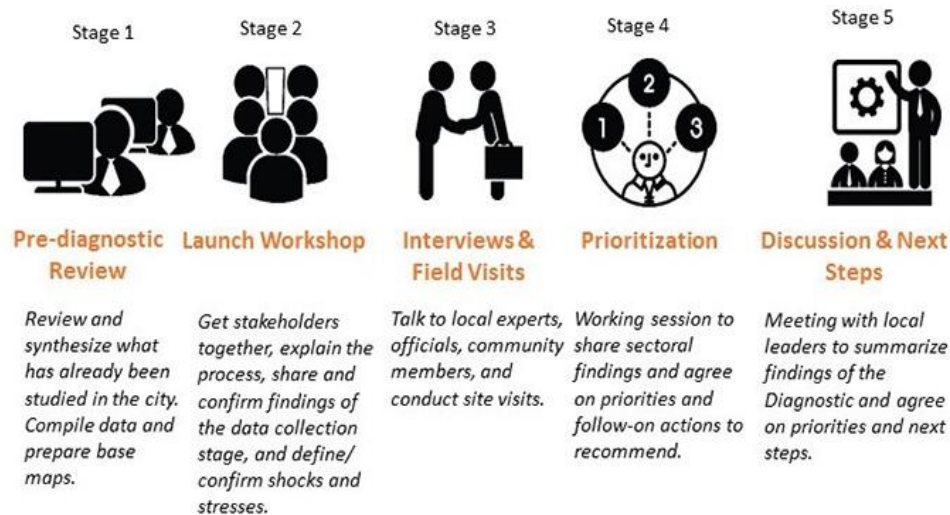 Stage 1
Stage 2
Stage 3
Stage 4
Stage 5
1
2
3
Pre-diagnostic
Review
Launch Workshop
Interviews &
Field Visits
Prioritization
Discussion & Next
Steps
Review and
synthesize what
has already been
studied in the city.
Compile data and
prepare base
maps.
Get stakeholders
together, explain the
process, share and
confirm findings of
the data collection
stage, and define/
confirm shocks and
stresses.
Talk to local experts,
officials, community
members, and
conduct site visits.
Working session to
share sectoral
findings and agree
on priorities and
follow-on actions to
recommend.
Meeting with local
leaders to summarize
findings of the
Diagnostic and agree
on priorities and next
steps.